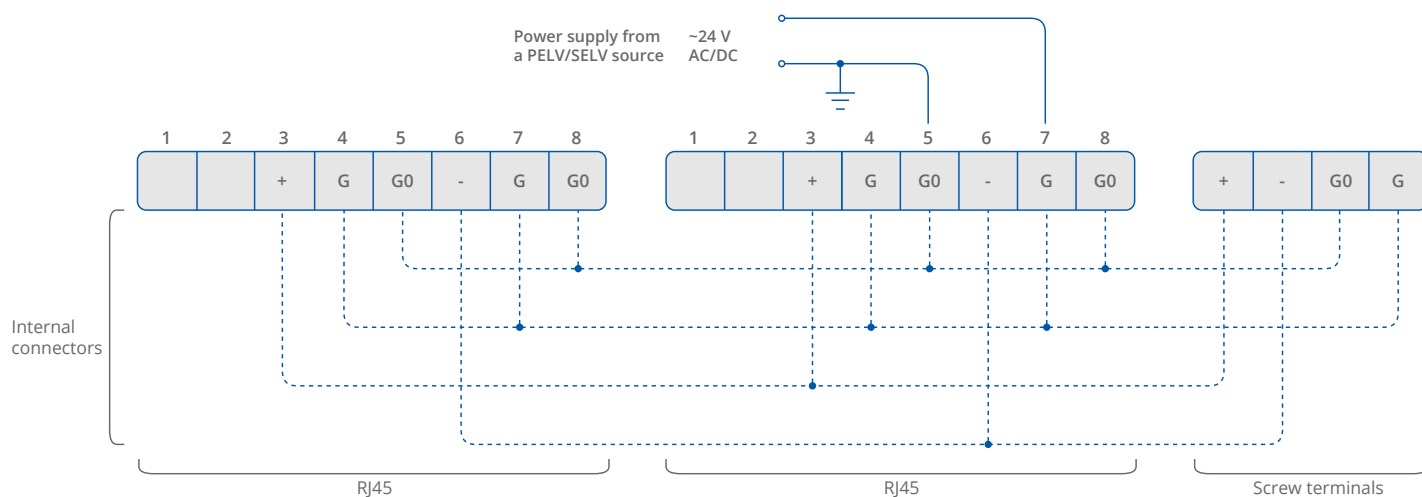 Power supply from ~24 V
a PELV/SELV source AC/DC
1 2 3 4 5 6 7 8 1 2 3 4 5 6 7 8
+ G G0 - G G0 + G G0 - G G0 + - G0 G
Internal
connectors
RJ45 RJ45 Screw terminals